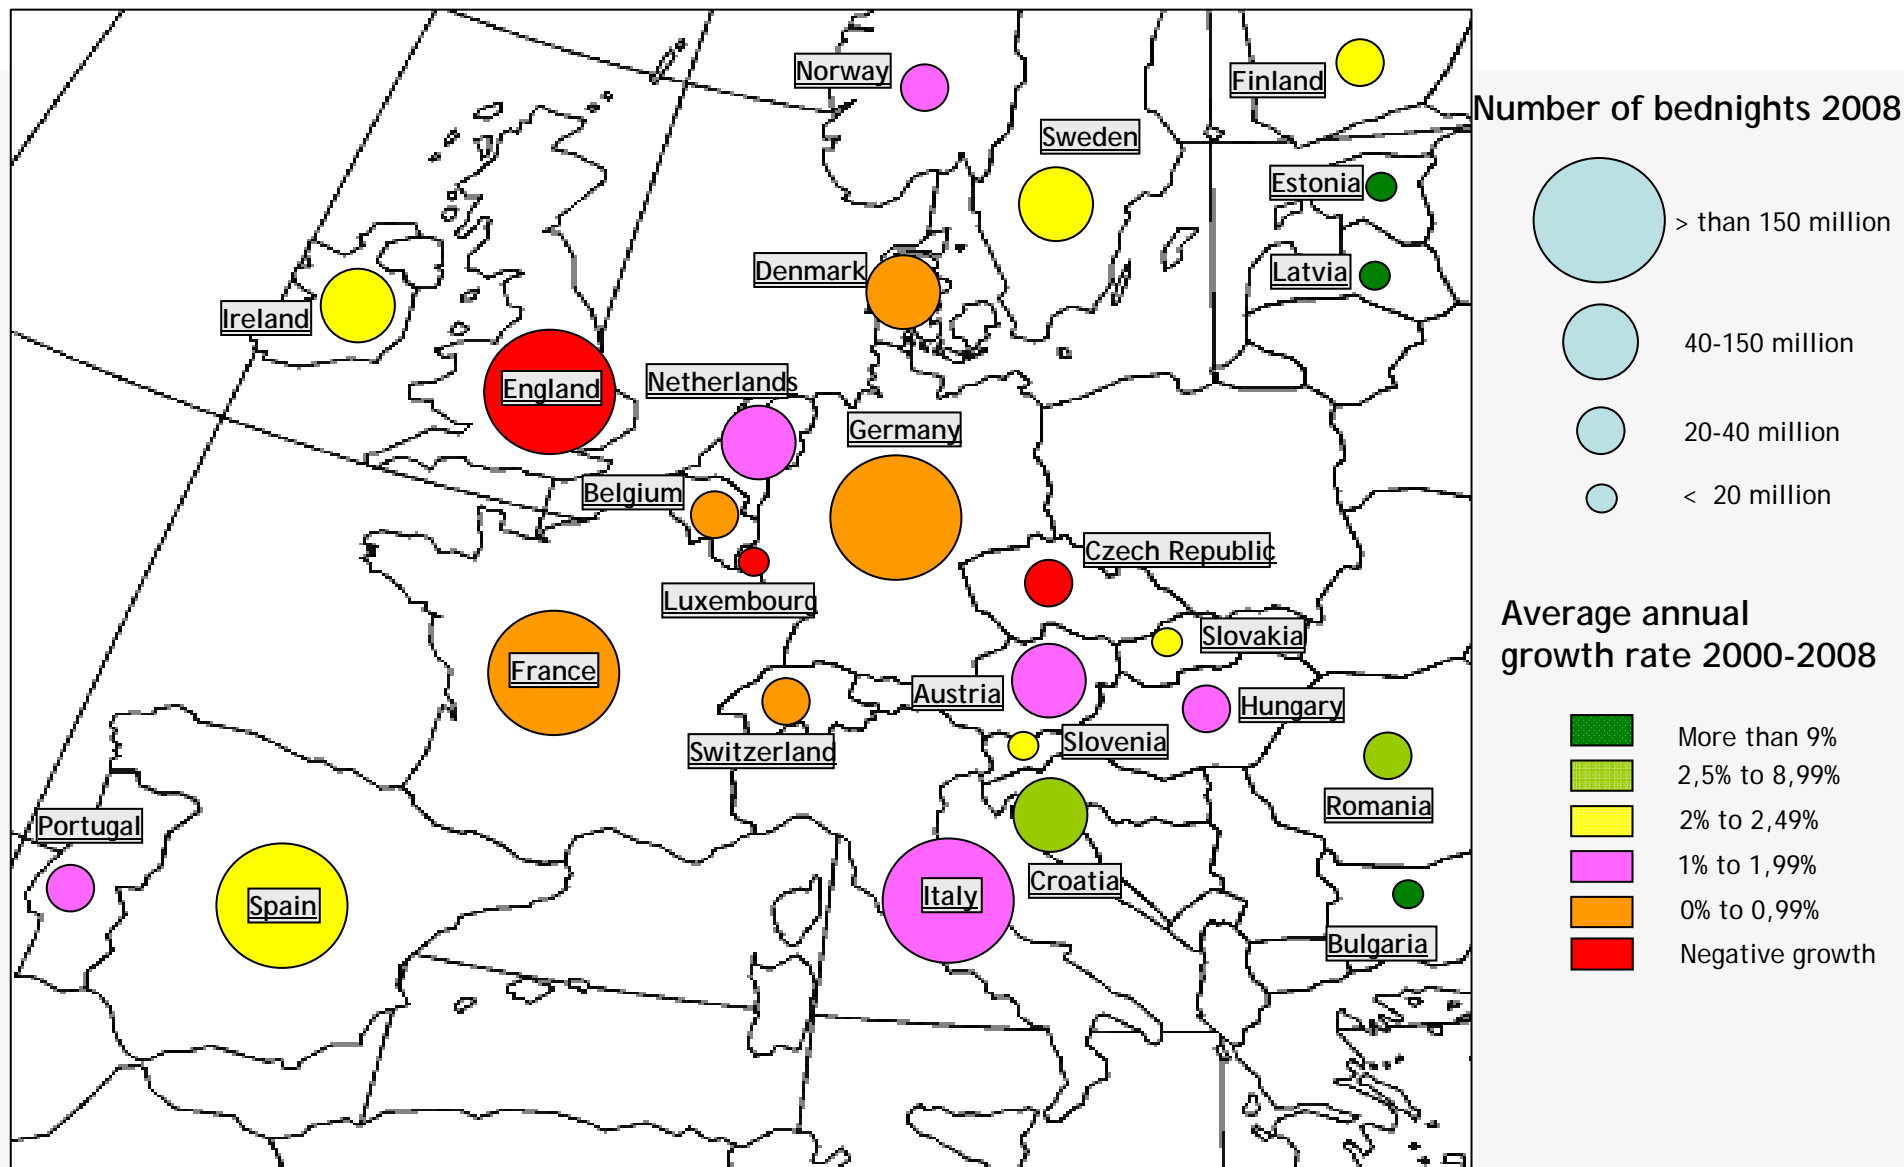 Norway
Finland
Sweden
Estonia
Denmark
Latvia
Ireland
England
Netherlands
Germany
Belgium
Czech Republic
Luxembourg
Slovakia
France
Austria
Hungary
Switzerland
Slovenia
Romania
Portugal
Spain
Italy
Croatia
Bulgaria
Number of bednights 2008
> than 150 million
40-150 million
20-40 million
< 20 million
Average annual
growth rate 2000-2008
More than 9%
2,5% to 8,99%
2% to 2,49%
1% to 1,99%
0% to 0,99%
Negative growth